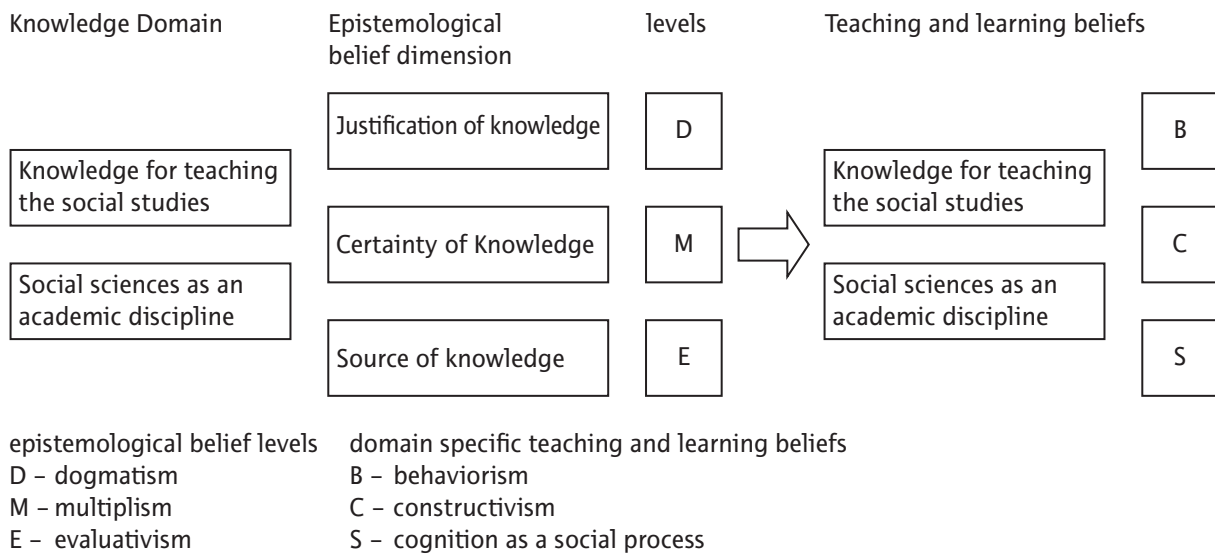 Knowledge Domain
Epistemological
belief dimension
levels
Teaching and learning beliefs
Knowledge for teaching
the social studies
Social sciences as an
academic discipline
Justification of knowledge
Certainty of Knowledge
Source of knowledge
D
M
E
Knowledge for teaching
the social studies
Social sciences as an
academic discipline
B
C
S
epistemological belief levels
D – dogmatism
M – multiplism
E – evaluativism
domain specific teaching and learning beliefs
B – behaviorism
C – constructivism
S – cognition as a social process